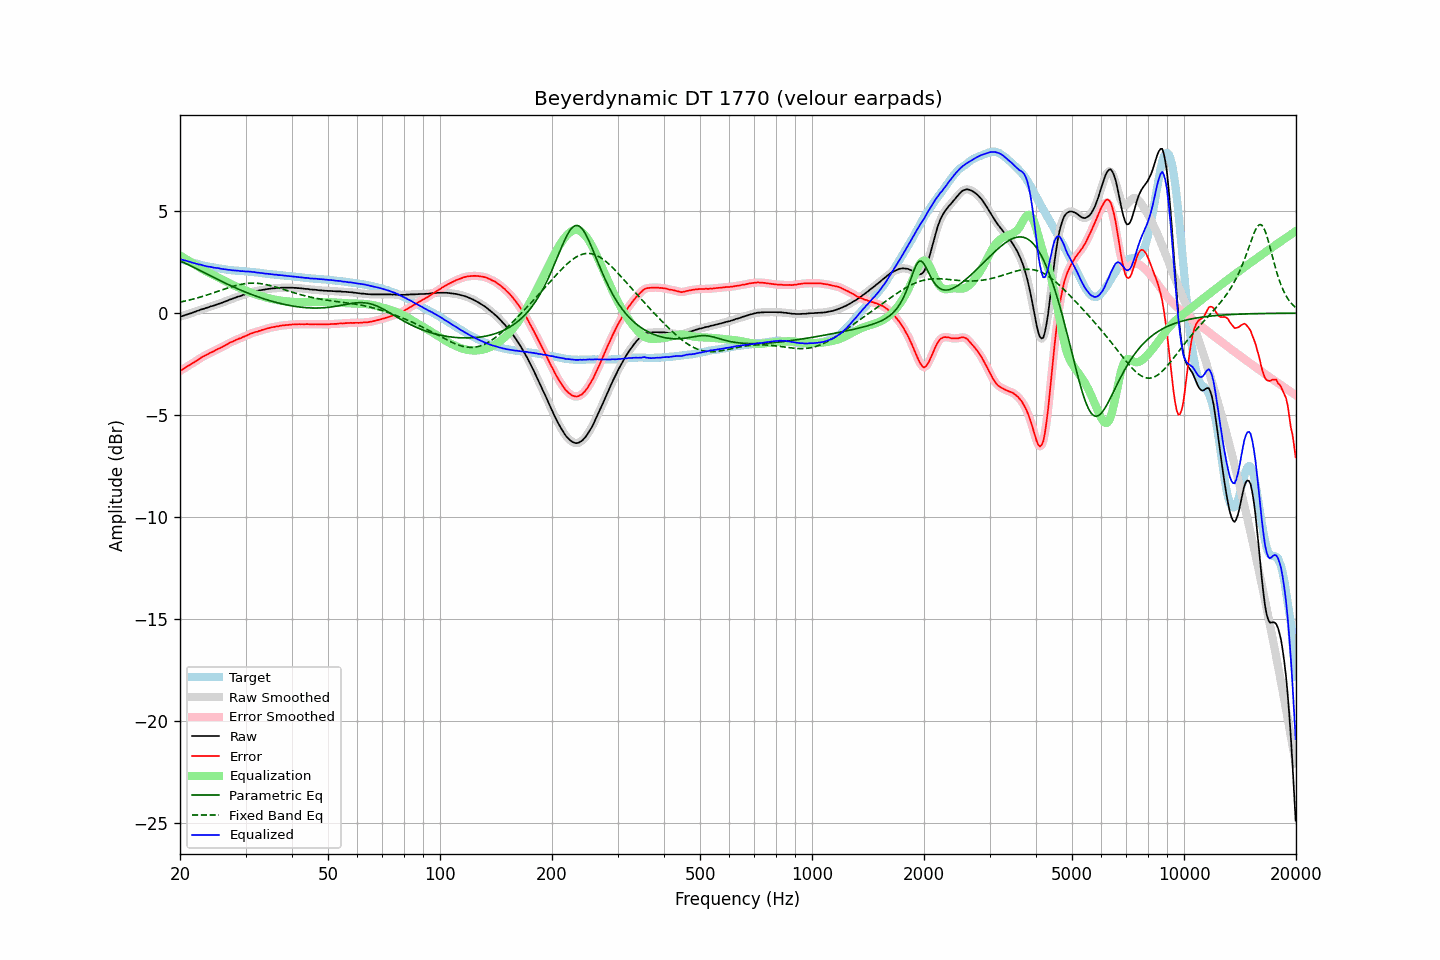 Beyerdynamic DT 1770 (velour earpads)
Amplitude (dBr)
5
0
−5
−10
−15
−20
−25
Target
Raw Smoothed
Error Smoothed
Raw
Error
Equalization
Parametric Eq
Fixed Band Eq
Equalized
20 50 100 200 500 1000 2000 5000 10000 20000
Frequency (Hz)